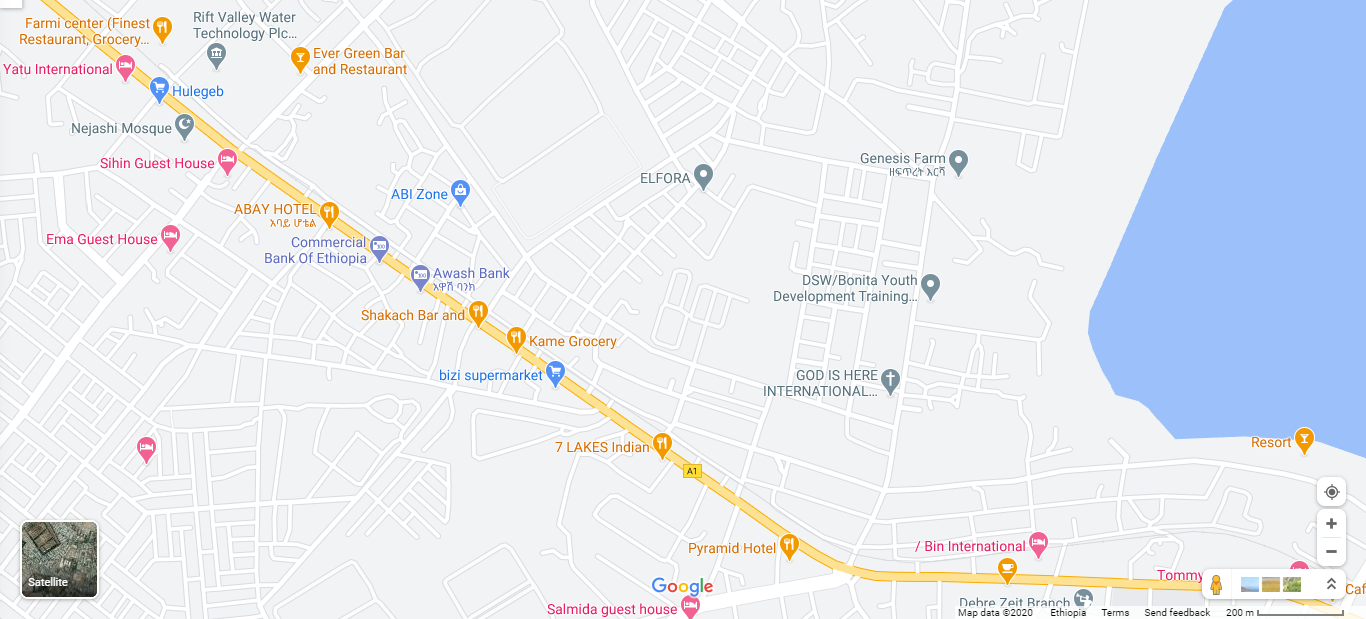 Farmi center (Finest
Restaurant, Grocery...
Rift Valley Water
Technology Plc...
Ever Green Bar
and Restaurant
Yatu International
Hulegeb
Nejashi Mosque
Sihin Guest House
Genesis Farm
ዘፍጥረት እርሻ
ELFORA
ABI Zone
ABAY HOTEL
አባይ ሆቴል
Ema Guest House
Commercial
Bank Of Ethiopia
Awash Bank
አዋሽ ባንክ
DSW/Bonita Youth
Development Training...
Shakach Bar and
Kame Grocery
bizi supermarket
GOD IS HERE
INTERNATIONAL...
7 LAKES Indian
A1
Resort
Pyramid Hotel
/ Bin International
Tommy
Satellite
Google
Salmida guest house
Debre Zeit Branch
Caf
Map data ©2020
Ethiopia
Terms
Send feedback
200 m